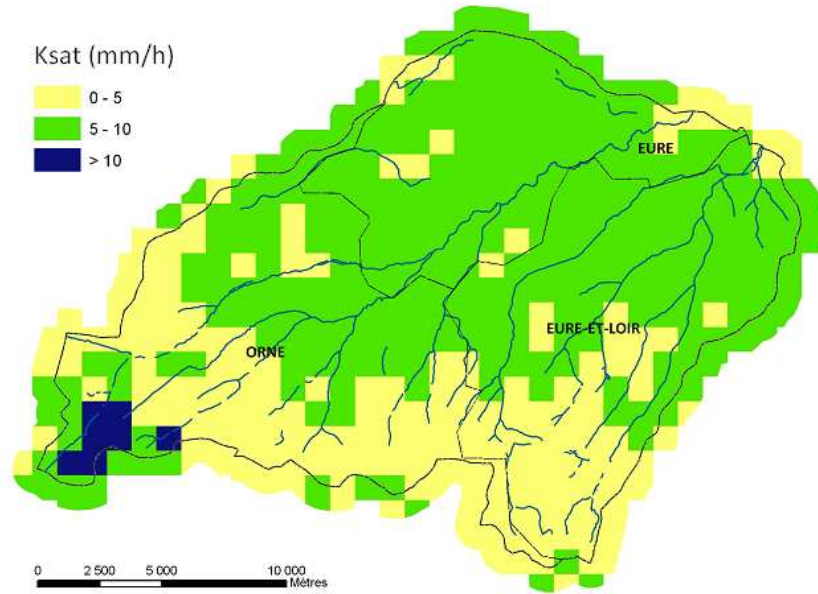 Ksat (mm/h)
0 - 5
5 - 10
> 10
EURE
EURE-ET-LOIR
ORNE
0 2 500 5 000 10 000
Mètres